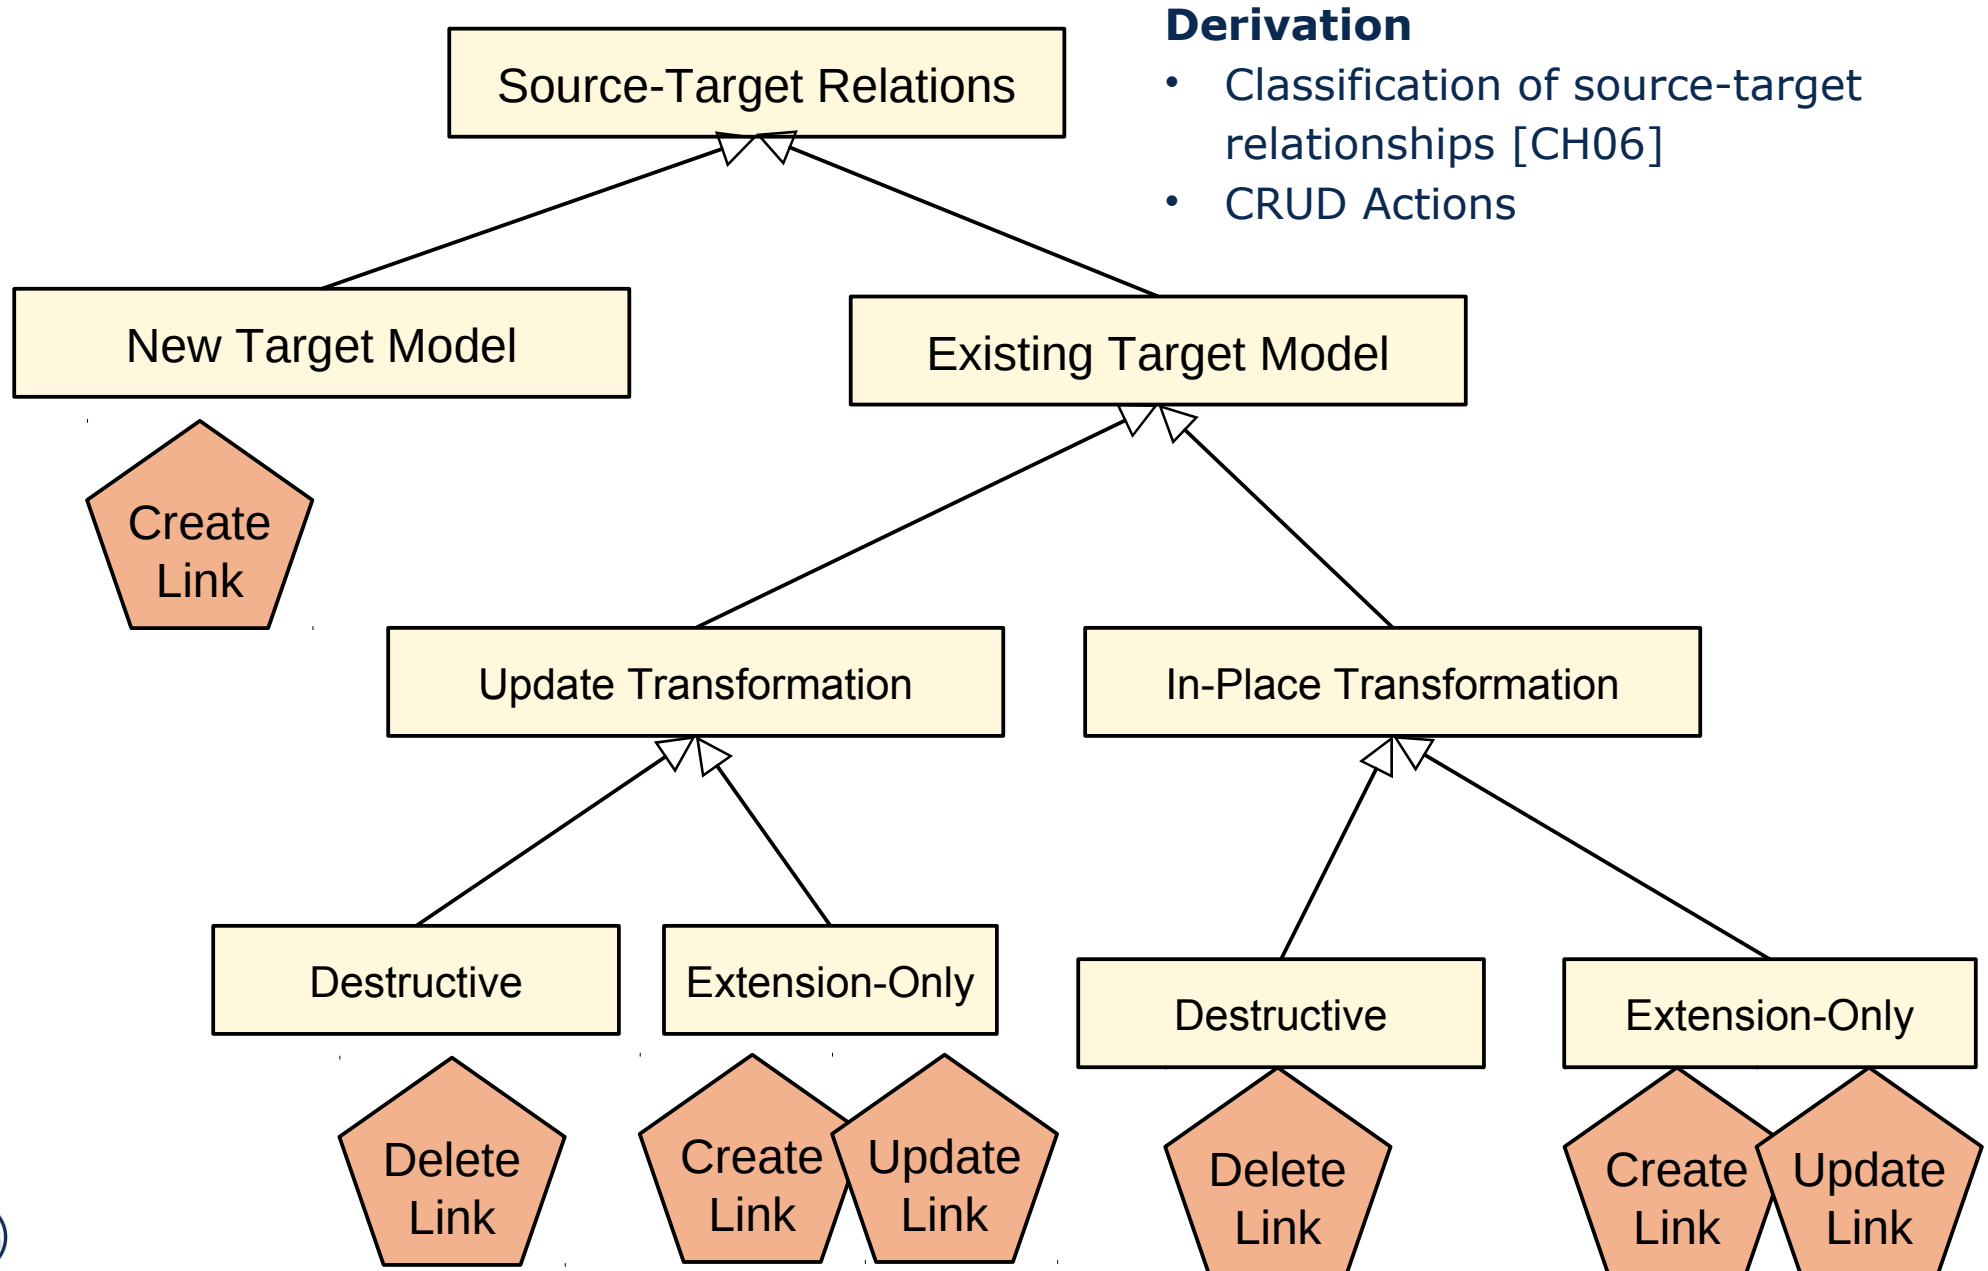 Derivation
• Classification of source-target
relationships [CH06]
• CRUD Actions
Source-Target Relations
New Target Model
Existing Target Model
Create
Link
Update Transformation
In-Place Transformation
Destructive
Extension-Only
Destructive
Extension-Only
Delete
Link
Create
Link
Update
Link
Delete
Link
Create
Link
Update
Link